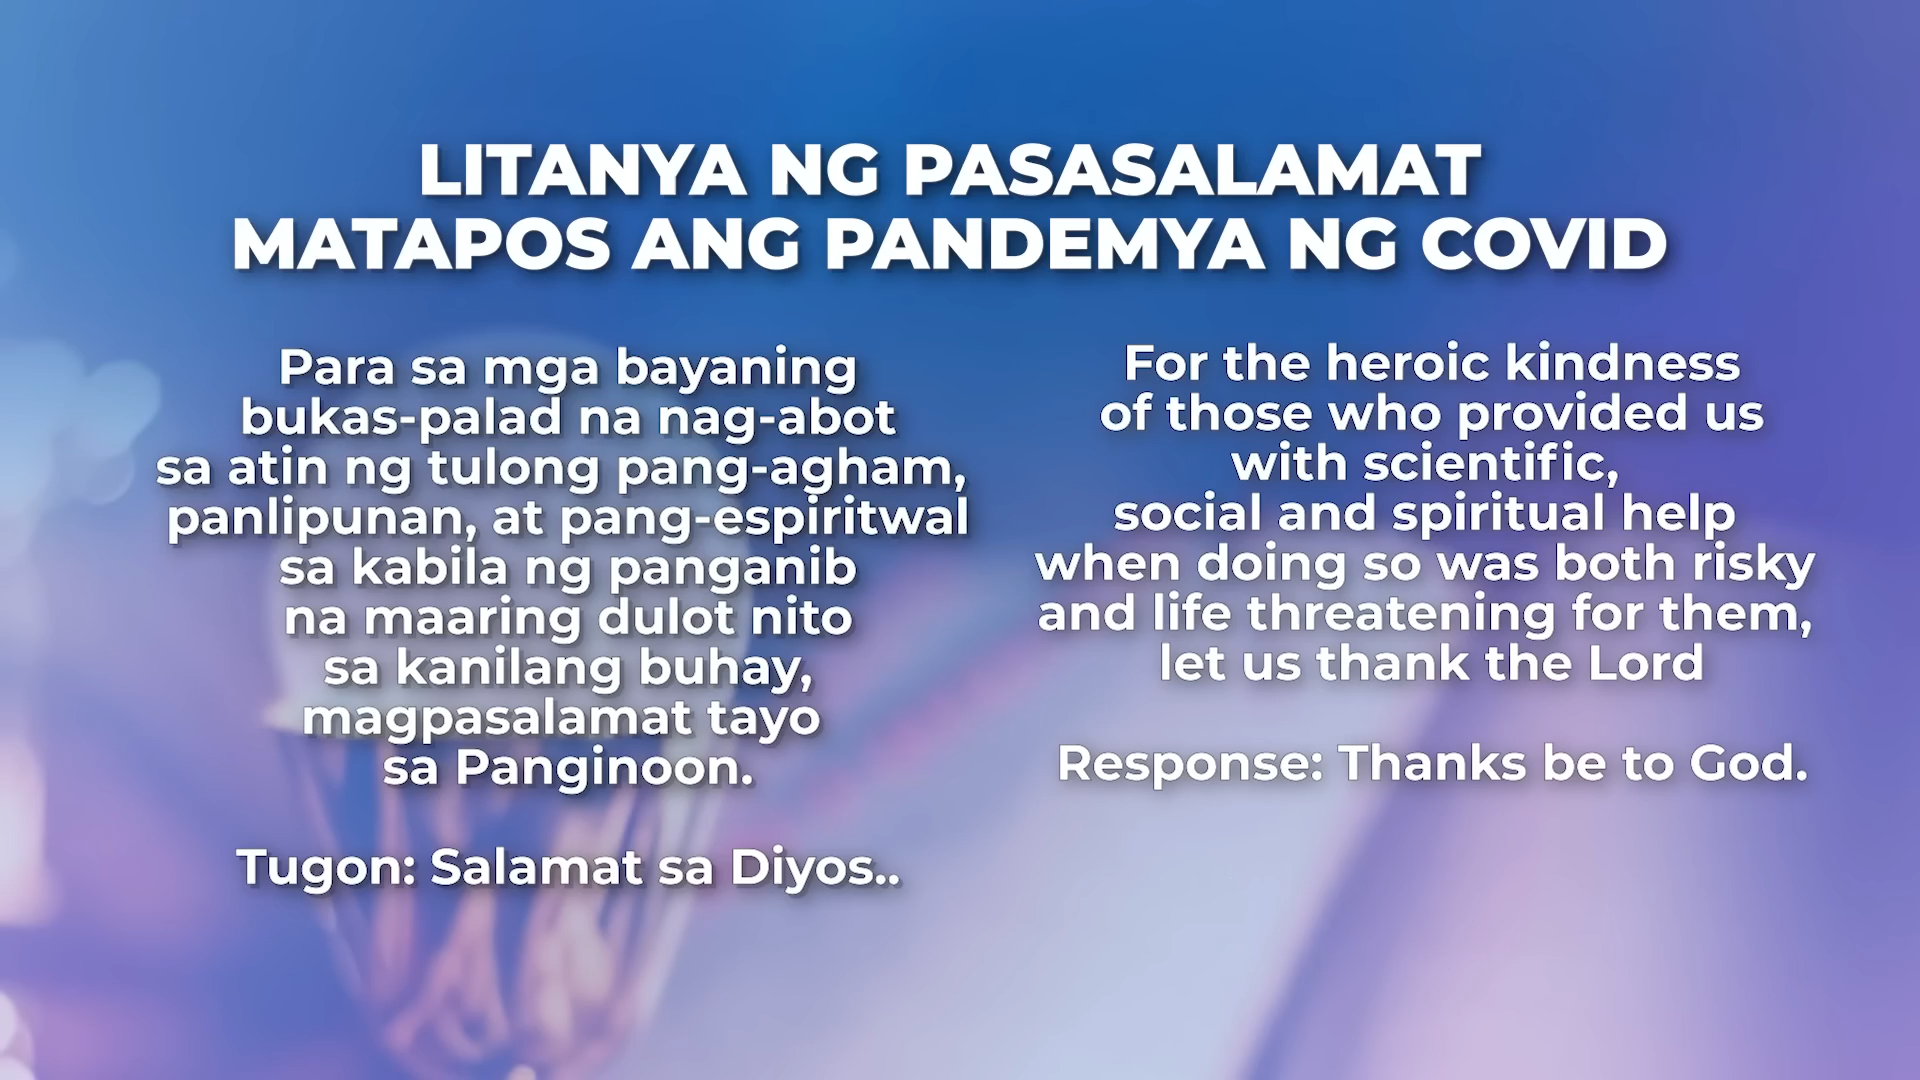 LITANYA NG PASASALAMAT
MATAPOS ANG PANDEMYA NG COVID
Para sa mga bayaning
bukas-palad na nag-abot
sa atin ng tulong pang-agham,
panlipunan, at pang-espiritwal
sa kabila ng panganib
na maaring dulot nito
sa kanilang buhay,
magpasalamat tayo
sa Panginoon.
Tugon: Salamat sa Diyos..
For the heroic kindness
of those who provided us
with scientific,
social and spiritual help
when doing so was both risky
and life threatening for them,
let us thank the Lord
Response: Thanks be to God.